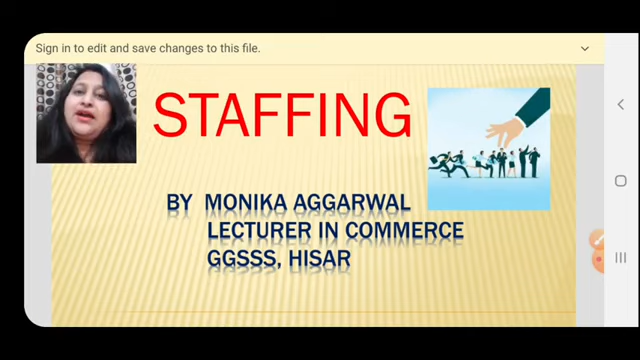 Sign in to edit and save changes to this file.
STAFFING
BY MONIKA AGGARWAL
LECTURER IN COMMERCE
GGSSS, HISAR